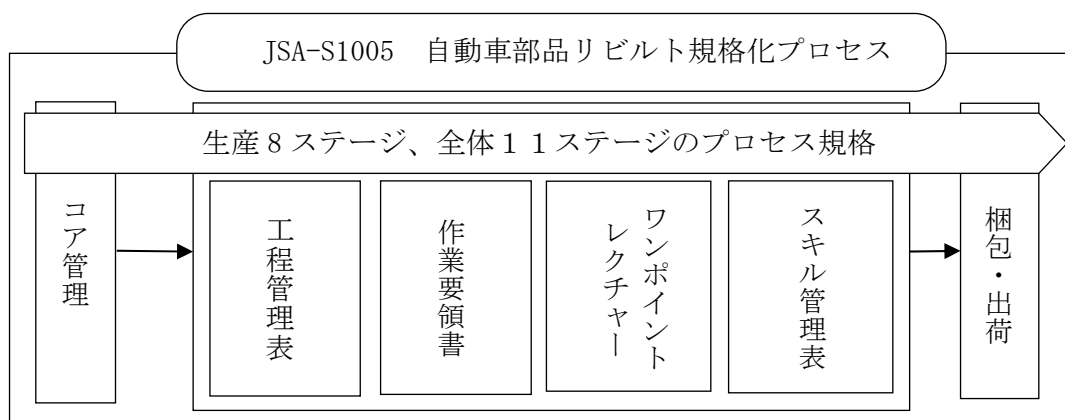 JSA-S1005　自動車部品リビルト規格化プロセス
生産８ステージ、全体１１ステージのプロセス規格
コア管理
工程管理表
作業要領書
ワンポイント
レクチャー
スキル管理表
梱包・出荷